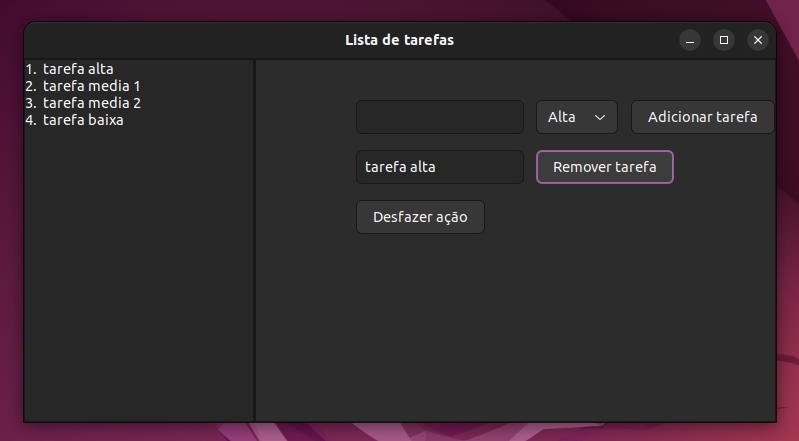 Lista de tarefas
1. tarefa alta
2. tarefa media 1
3. tarefa media 2
4. tarefa baixa
Alta
Adicionar tarefa
tarefa alta
Remover tarefa
Desfazer ação